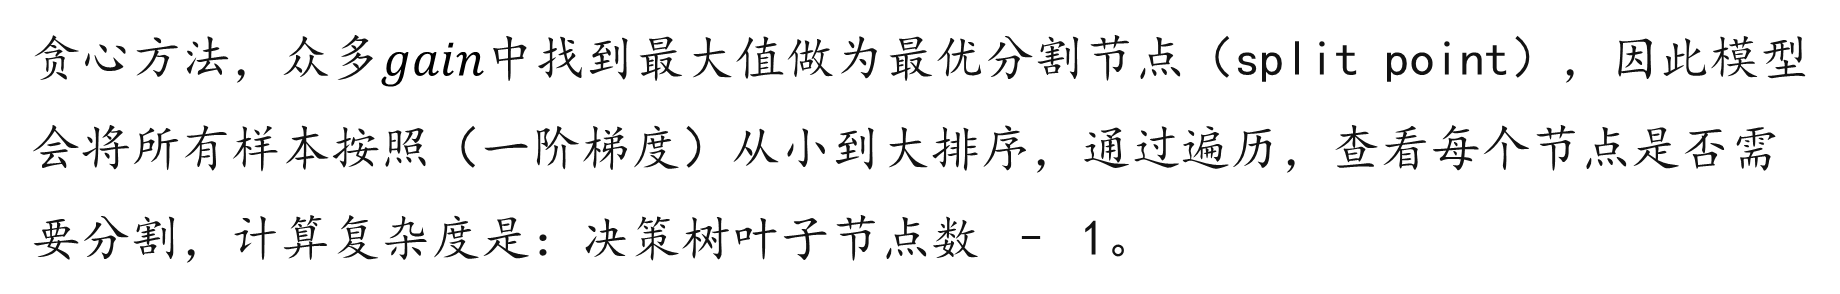 贪心方法，众多gain中找到最大值做为最优分割节点（split point），因此模型
会将所有样本按照（一阶梯度）从小到大排序，通过遍历，查看每个节点是否需
要分割，计算复杂度是：决策树叶子节点数 - 1。